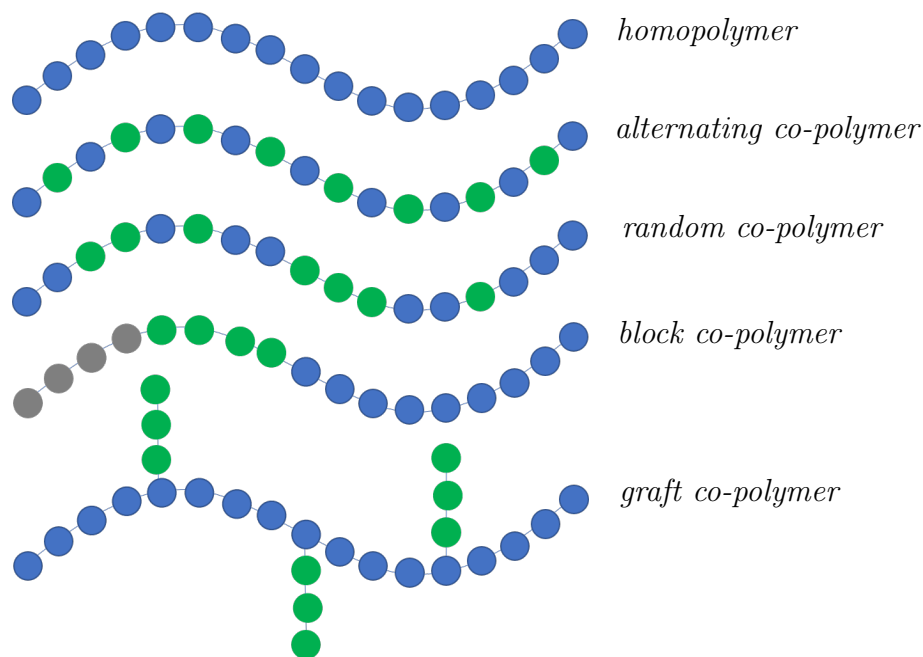 homopolymer
alternating co-polymer
random co-polymer
block co-polymer
graft co-polymer